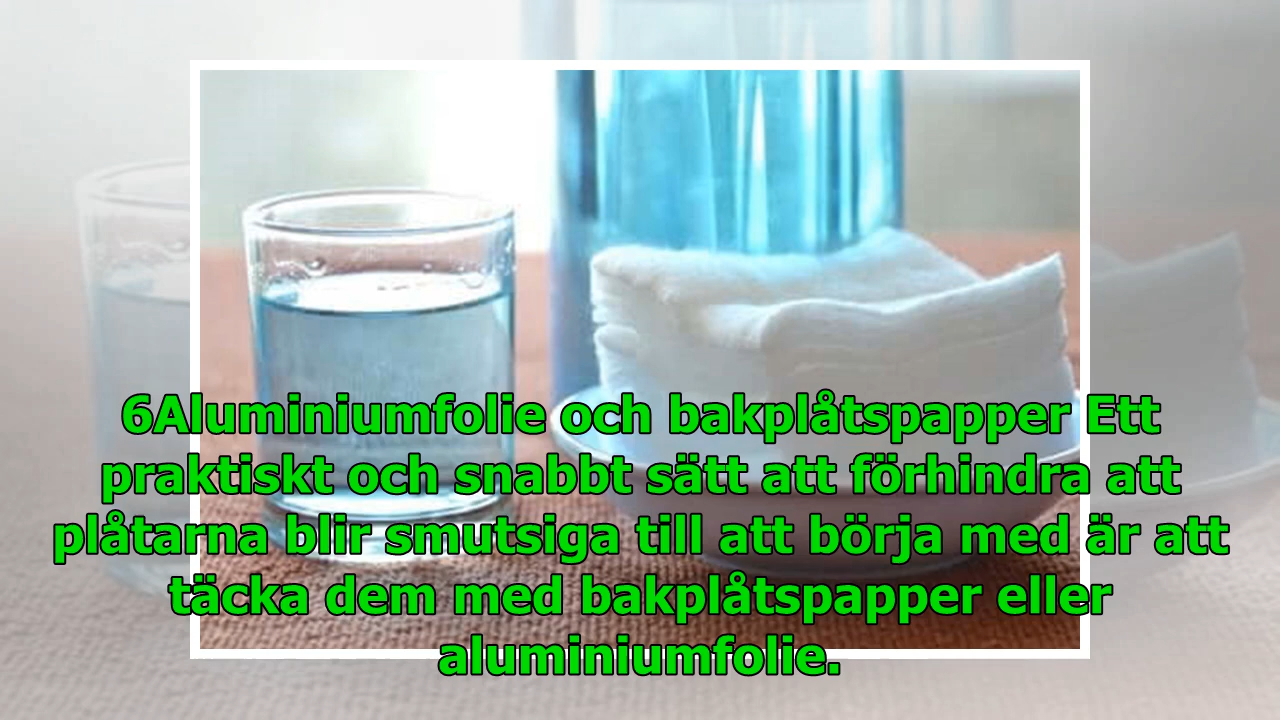 6Aluminiumfolie och bakplåtspapper Ett
praktiskt och snabbt sätt att förhindra att
plåtarna blir smutsiga till att börja med är att
täcka dem med bakplåtspapper eller
aluminiumfolie.